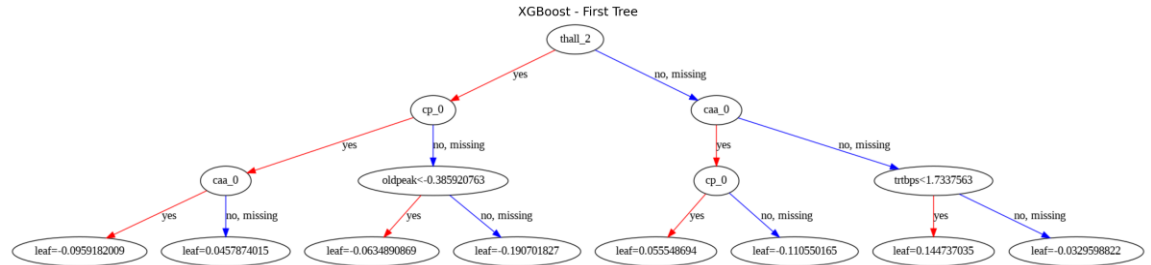 XGBoost - First Tree
thall_2
yes
no, missing
cp_0
caa_0
yes
no, missing
yes
no, missing
caa_0
oldpeak<-0.385920763
cp_0
trtbps<1.7337563
yes
no, missing
yes
no, missing
yes
no, missing
yes
no, missing
leaf=-0.0959182009
leaf=0.0457874015
leaf=-0.0634890869
leaf=-0.190701827
leaf=0.055548694
leaf=-0.110550165
leaf=0.144737035
leaf=-0.0329598822